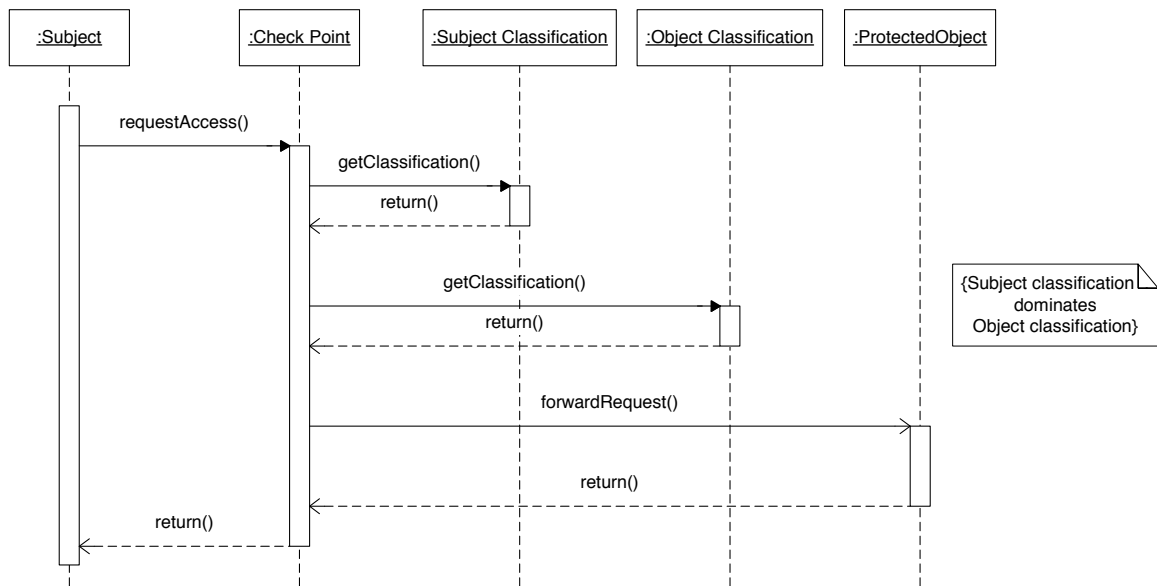 :Subject
:Check Point
:Subject Classification
:Object Classification
:ProtectedObject
requestAccess()
getClassification()
return()
getClassification()
{Subject classification
dominates
Object classification}
return()
forwardRequest()
return()
return()